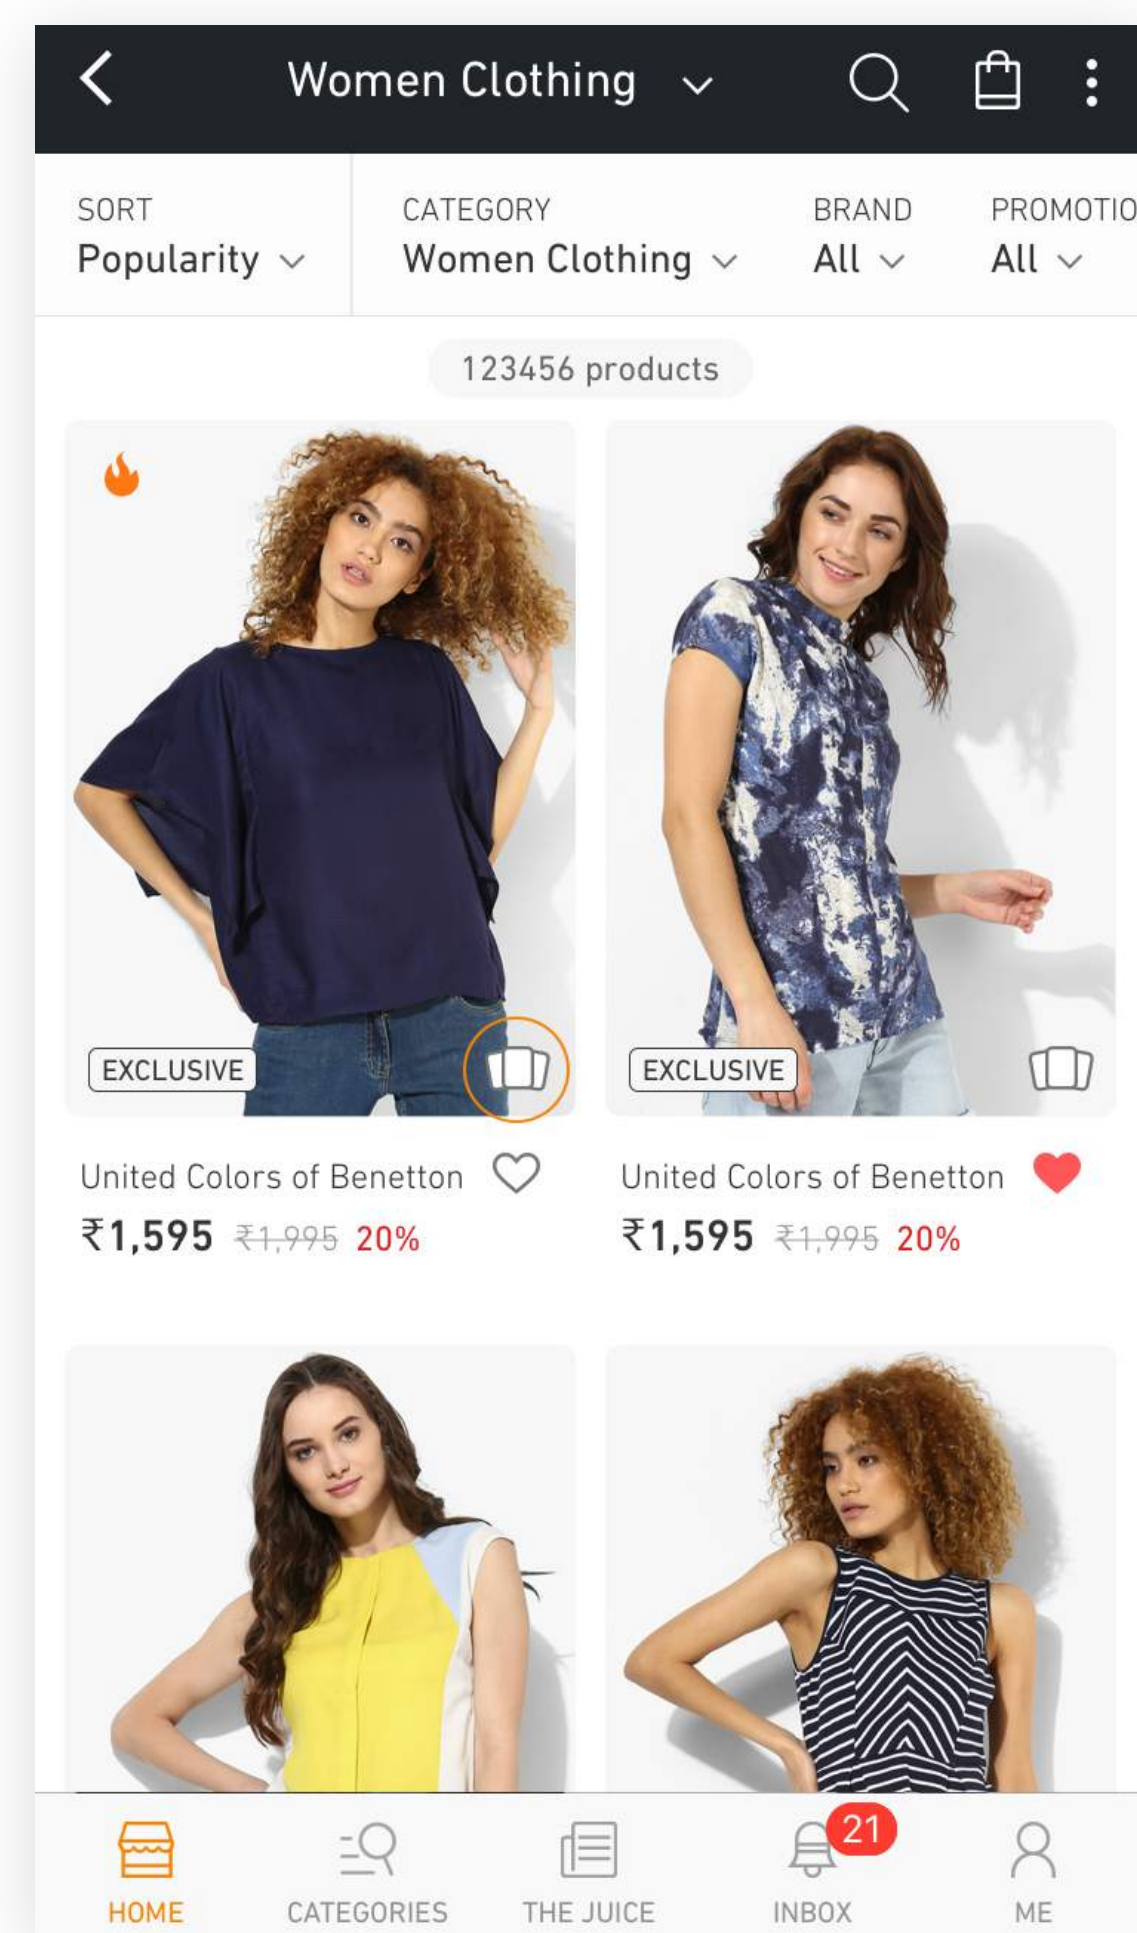 Women Clothing
SORT
Popularity
CATEGORY
Women Clothing
BRAND
All
PROMOTIO
All
123456 products
EXCLUSIVE
EXCLUSIVE
United Colors of Benetton
₹1,595 ₹1,995 20%
United Colors of Benetton
₹1,595 ₹1,995 20%
HOME
CATEGORIES
THE JUICE
21
INBOX
ME